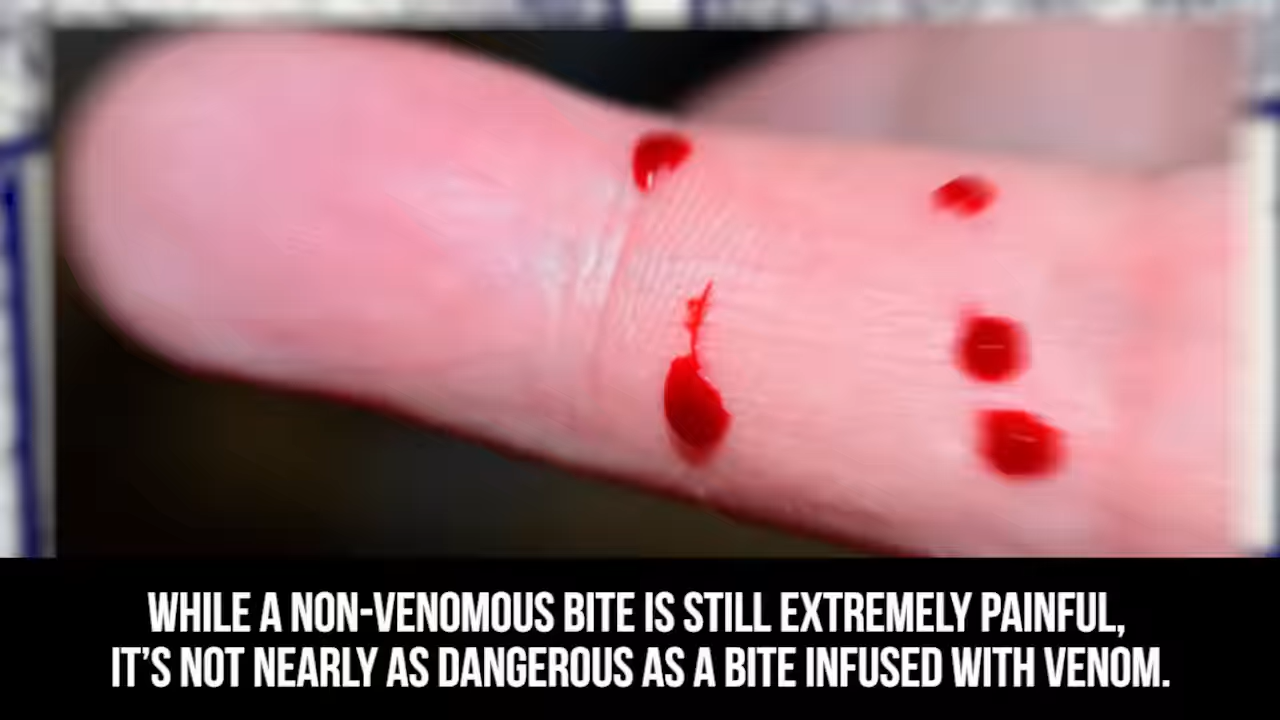 WHILE A NON-VENOMOUS BITE IS STILL EXTREMELY PAINFUL,
IT'S NOT NEARLY AS DANGEROUS AS A BITE INFUSED WITH VENOM.